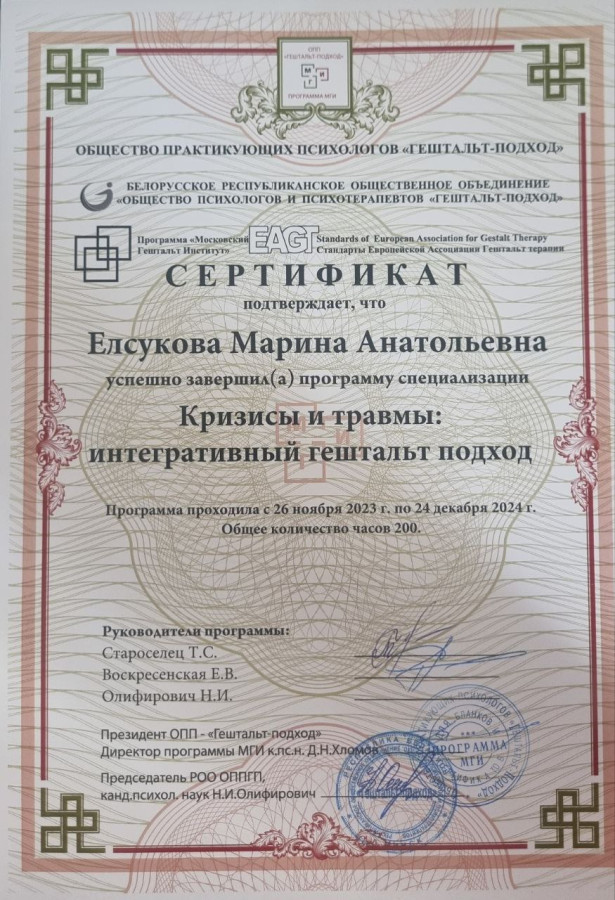 ОПП
«ГЕШТАЛЬТ-ПОДХОД»
М И
Г
ПРОГРАММА МГИ
ОБЩЕСТВО ПРАКТИКУЮЩИХ ПСИХОЛОГОВ «ГЕШТАЛЬТ-ПОДХОД»
БЕЛОРУССКОЕ РЕСПУБЛИКАНСКОЕ ОБЩЕСТВЕННОЕ ОБЪЕДИНЕНИЕ
«ОБЩЕСТВО ПСИХОЛОГОВ И ПСИХОТЕРАПЕВТОВ «ГЕШТАЛЬТ-ПОДХОД»
Программа «Московский
Гештальт Институт»
EAGT
Standards of European Association for Gestalt Therapy
Стандарты Европейской Ассоциации Гештальт терапии
СЕРТИФИКАТ
подтверждает, что
Елсукова Марина Анатольевна
успешно завершил(а) программу специализации
Кризисы и травмы:
интегративный гештальт подход
Программа проходила с 26 ноября 2023 г. по 24 декабря 2024 г.
Общее количество часов 200.
Руководители программы:
Староселец Т.С.
Воскресенская Е.В.
Олифирович Н.И.
Президент ОПП - «Гештальт-подход»
Директор программы МГИ к.пс.н. Д.Н.Хломов
Председатель РОО ОППГП,
канд.психол. наук Н.И.Олифирович
ПРОГРАММА
МГИ